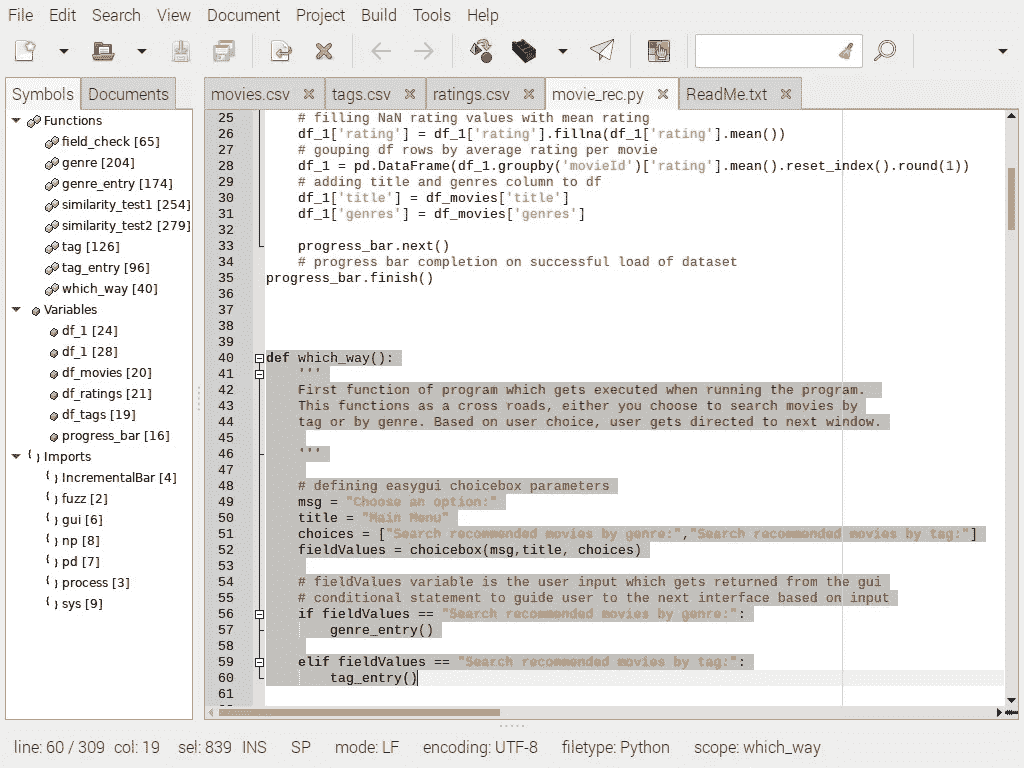 File Edit Search View Document Project Build Tools Help
Symbols Documents
movies.csv tags.csv ratings.csv movie_rec.py ReadMe.txt
Functions
field_check [65]
genre [204]
genre_entry [174]
similarity_test1 [254]
similarity_test2 [279]
tag [126]
tag_entry [96]
which_way [40]
Variables
df_1 [24]
df_1 [28]
df_movies [20]
df_ratings [21]
df_tags [19]
progress_bar [16]
Imports
IncrementalBar [4]
fuzz [2]
gui [6]
np [8]
pd [7]
process [3]
sys [9]
25     # filling NaN rating values with mean rating
26     df_1['rating'] = df_1['rating'].fillna(df_1['rating'].mean())
27     # gouping df rows by average rating per movie
28     df_1 = pd.DataFrame(df_1.groupby('movieId')['rating'].mean().reset_index().round(1))
29     # adding title and genres column to df
30     df_1['title'] = df_movies['title']
31     df_1['genres'] = df_movies['genres']
32
33     progress_bar.next()
34     # progress bar completion on successful load of dataset
35 progress_bar.finish()
36
37
38
39
40 def which_way():
41     '''
42     First function of program which gets executed when running the program.
43     This functions as a cross roads, either you choose to search movies by
44     tag or by genre. Based on user choice, user gets directed to next window.
45
46     '''
47
48     # defining easygui choicebox parameters
49     msg = "Choose an option:"
50     title = "Main Menu"
51     choices = ["Search recommended movies by genre:","Search recommended movies by tag:"]
52     fieldValues = choicebox(msg,title, choices)
53
54     # fieldValues variable is the user input which gets returned from the gui
55     # conditional statement to guide user to the next interface based on input
56     if fieldValues == "Search recommended movies by genre:":
57         genre_entry()
58
59     elif fieldValues == "Search recommended movies by tag:":
60         tag_entry()
61
line: 60 / 309 col: 19 sel: 839 INS SP mode: LF encoding: UTF-8 filetype: Python scope: which_way